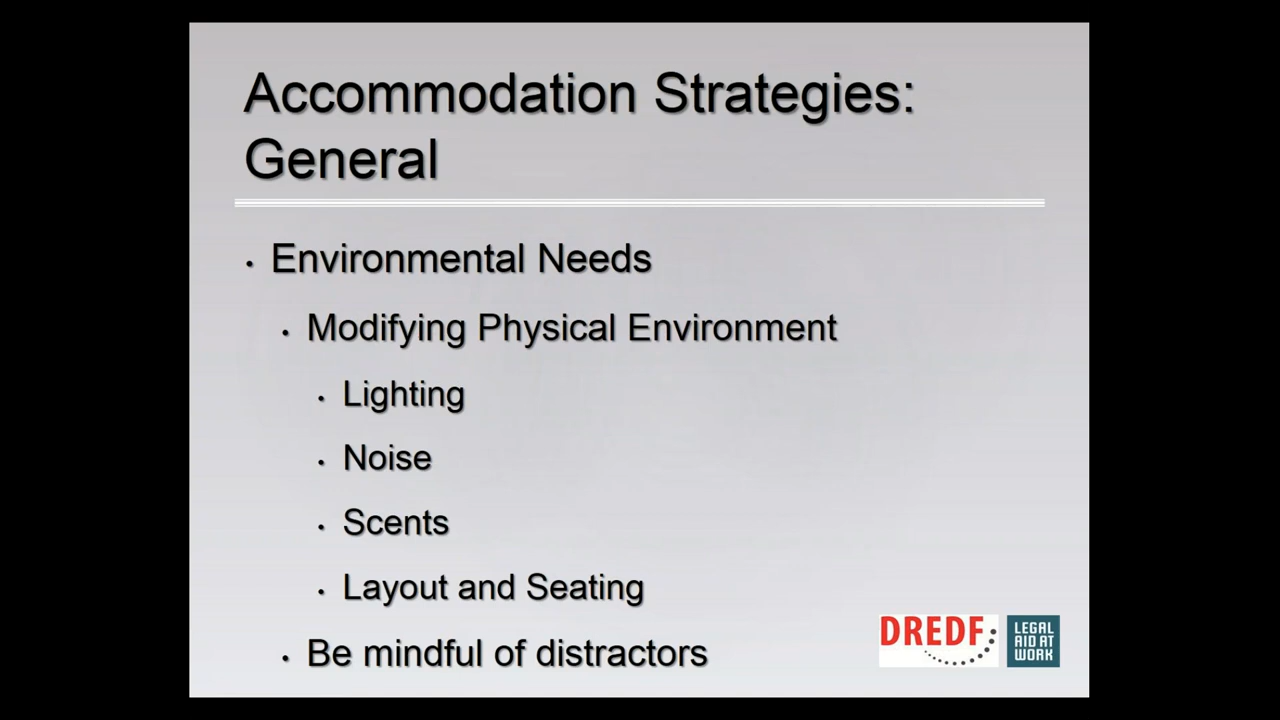 Accommodation Strategies:
General
• Environmental Needs
• Modifying Physical Environment
• Lighting
• Noise
• Scents
• Layout and Seating
• Be mindful of distractors
DREDF
LEGAL
AID AT
WORK